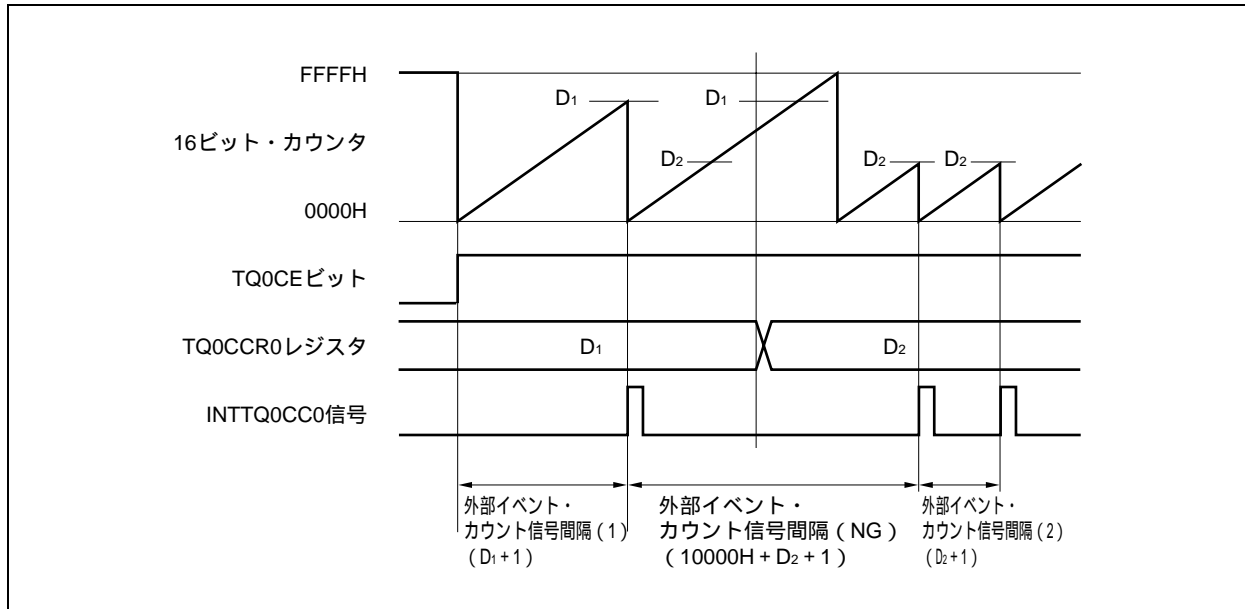 FFFFH
D1
D1
16ビット・カウンタ
D2
D2
D2
0000H
TQ0CEビット
TQ0CCR0レジスタ
D1
D2
INTTQ0CC0信号
外部イベント・
カウント信号間隔(1)
(D1+1)
外部イベント・
カウント信号間隔(NG)
(10000H+D2+1)
外部イベント・
カウント信号間隔(2)
(D2+1)